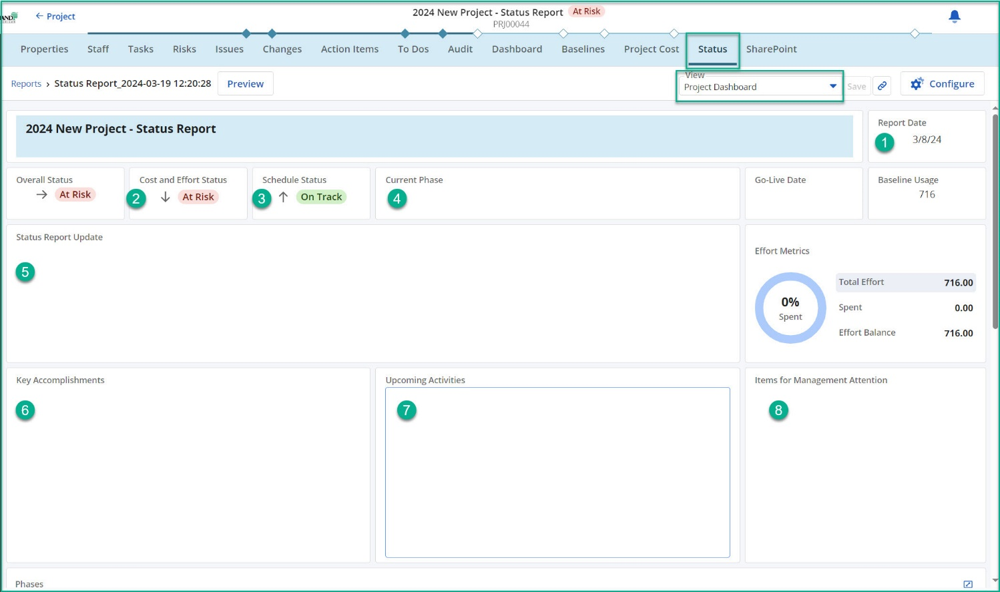 AND
← Project
2024 New Project - Status Report At Risk
PRJ00044
Properties Staff Tasks Risks Issues Changes Action Items To Dos Audit Dashboard Baselines Project Cost Status SharePoint
Reports › Status Report_2024-03-19 12:20:28 Preview
View
Project Dashboard
Save
Configure
2024 New Project - Status Report
Report Date
1 3/8/24
Overall Status
→ At Risk
Cost and Effort Status
2 ↓ At Risk
Schedule Status
3 ↑ On Track
Current Phase
4
Go-Live Date
Baseline Usage
716
Status Report Update
5
Effort Metrics
0%
Spent
Total Effort 716.00
Spent 0.00
Effort Balance 716.00
Key Accomplishments
6
Upcoming Activities
7
Items for Management Attention
8
Phases